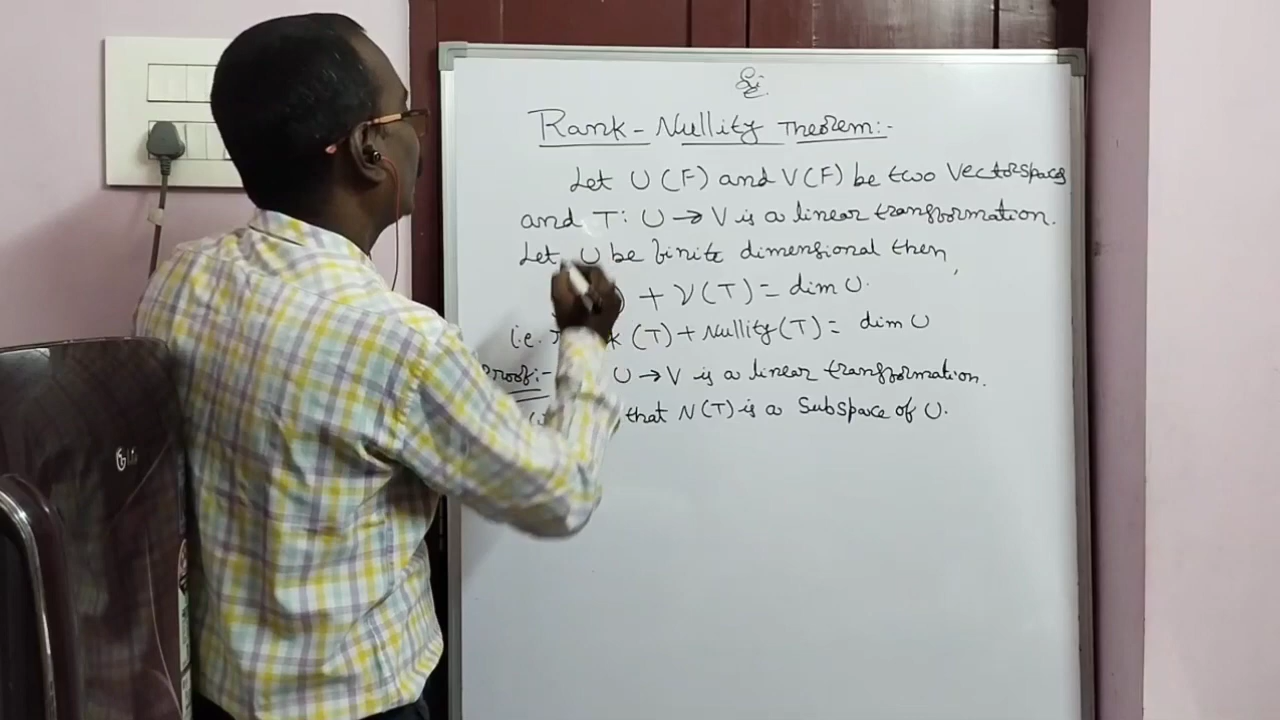 Rank-Nullity Theorem:-
Let U(F) and V(F) be two vectorspaces
and T: U → V is a linear transformation.
Let U be finite dimensional then,
) + ν(T) = dim U.
(i.e. (T) + Nullity(T) = dim U
Proof:- U → V is a linear transformation.
that N(T) is a subspace of U.